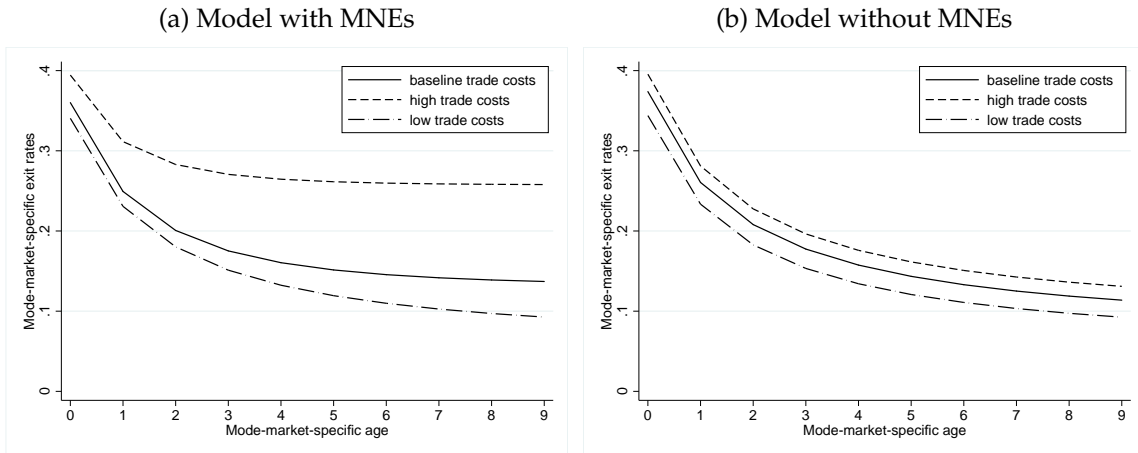 (a) Model with MNEs
Mode-market-specific exit rates
.4
.3
.2
.1
0
baseline trade costs
high trade costs
low trade costs
0 1 2 3 4 5 6 7 8 9
Mode-market-specific age
(b) Model without MNEs
Mode-market-specific exit rates
.4
.3
.2
.1
0
baseline trade costs
high trade costs
low trade costs
0 1 2 3 4 5 6 7 8 9
Mode-market-specific age